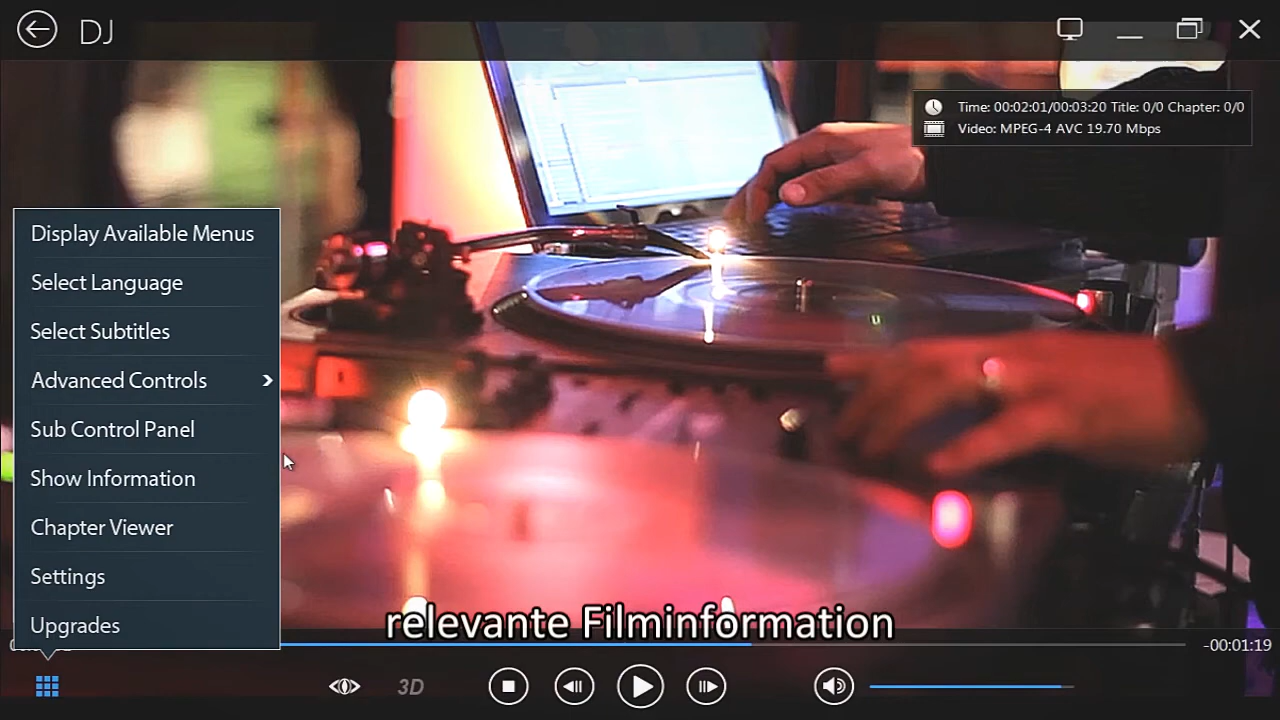 DJ
Time: 00:02:01/00:03:20 Title: 0/0 Chapter: 0/0
Video: MPEG-4 AVC 19.70 Mbps
Display Available Menus
Select Language
Select Subtitles
Advanced Controls
Sub Control Panel
Show Information
Chapter Viewer
Settings
Upgrades
relevante Filminformation
-00:01:19
3D